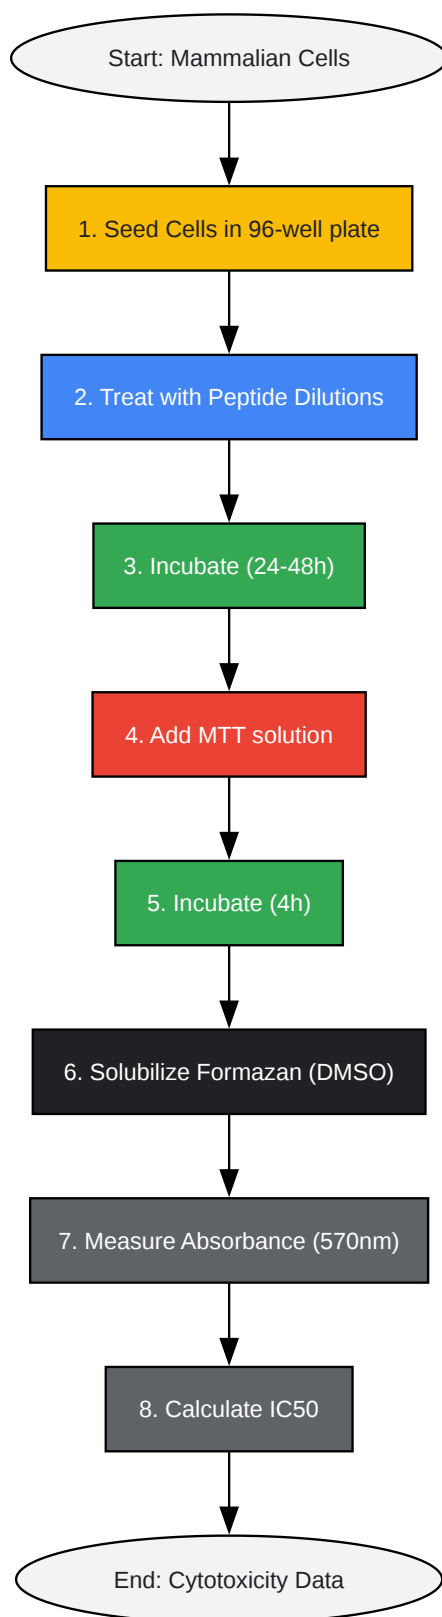 Start: Mammalian Cells
1. Seed Cells in 96-well plate
2. Treat with Peptide Dilutions
3. Incubate (24-48h)
4. Add MTT solution
5. Incubate (4h)
6. Solubilize Formazan (DMSO)
7. Measure Absorbance (570nm)
8. Calculate IC50
End: Cytotoxicity Data